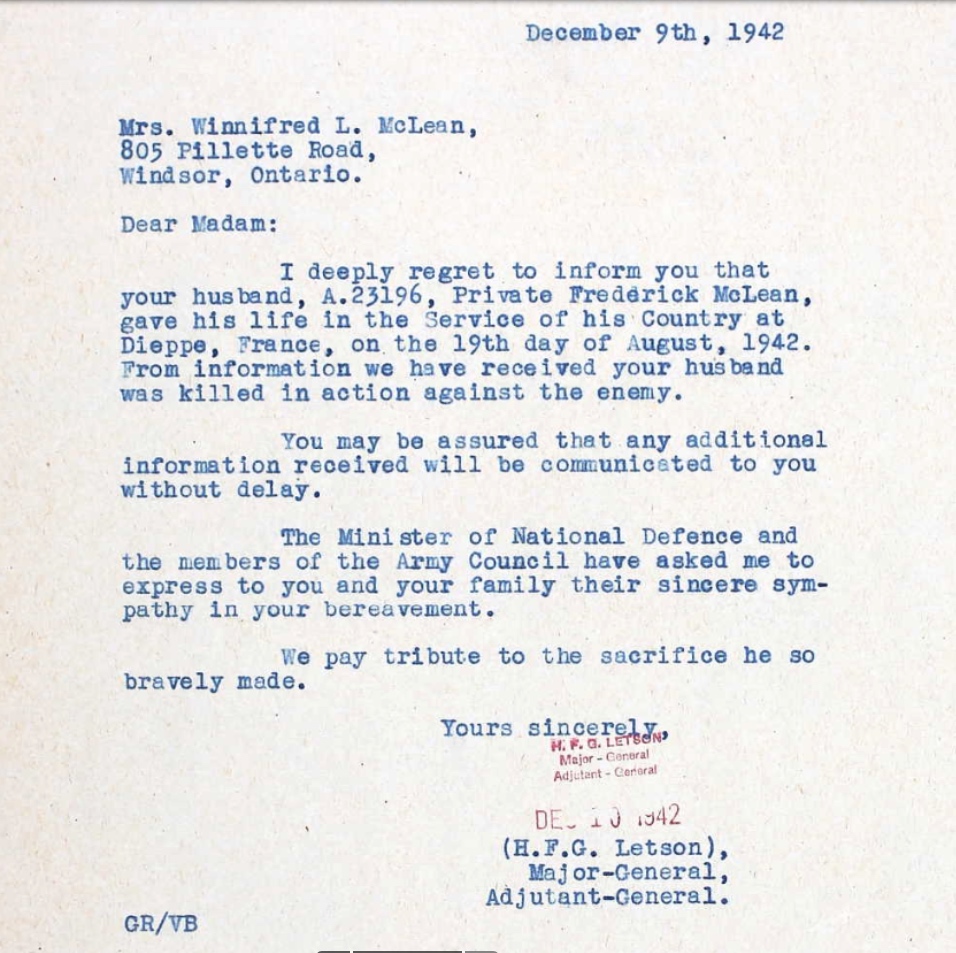 December 9th, 1942
Mrs. Winnifred L. McLean,
805 Pillette Road,
Windsor, Ontario.
Dear Madam:
I deeply regret to inform you that
your husband, A.23196, Private Frederick McLean,
gave his life in the Service of his Country at
Dieppe, France, on the 19th day of August, 1942.
From information we have received your husband
was killed in action against the enemy.
You may be assured that any additional
information received will be communicated to you
without delay.
The Minister of National Defence and
the members of the Army Council have asked me to
express to you and your family their sincere sym-
pathy in your bereavement.
We pay tribute to the sacrifice he so
bravely made.
Yours sincerely,
H. F. G. LETSON
Major - General
Adjutant - General
DEC 10 1942
(H.F.G. Letson),
Major-General,
Adjutant-General.
GR/VB